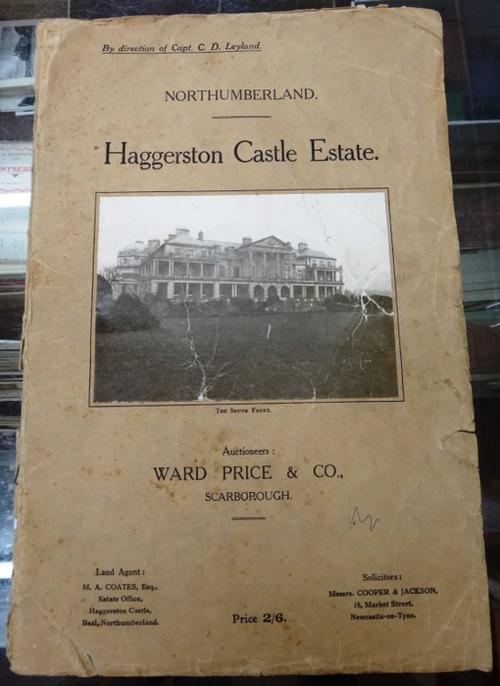 By direction of Capt. C. D. Leyland.
NORTHUMBERLAND.
Haggerston Castle Estate.
The South Front.
Auctioneers :
WARD PRICE & CO.,
SCARBOROUGH.
Land Agent :
M. A. COATES, Esq.,
Estate Office,
Haggerston Castle,
Beal, Northumberland.
Price 2/6.
Solicitors :
Messrs. COOPER & JACKSON,
18, Market Street,
Newcastle-on-Tyne.